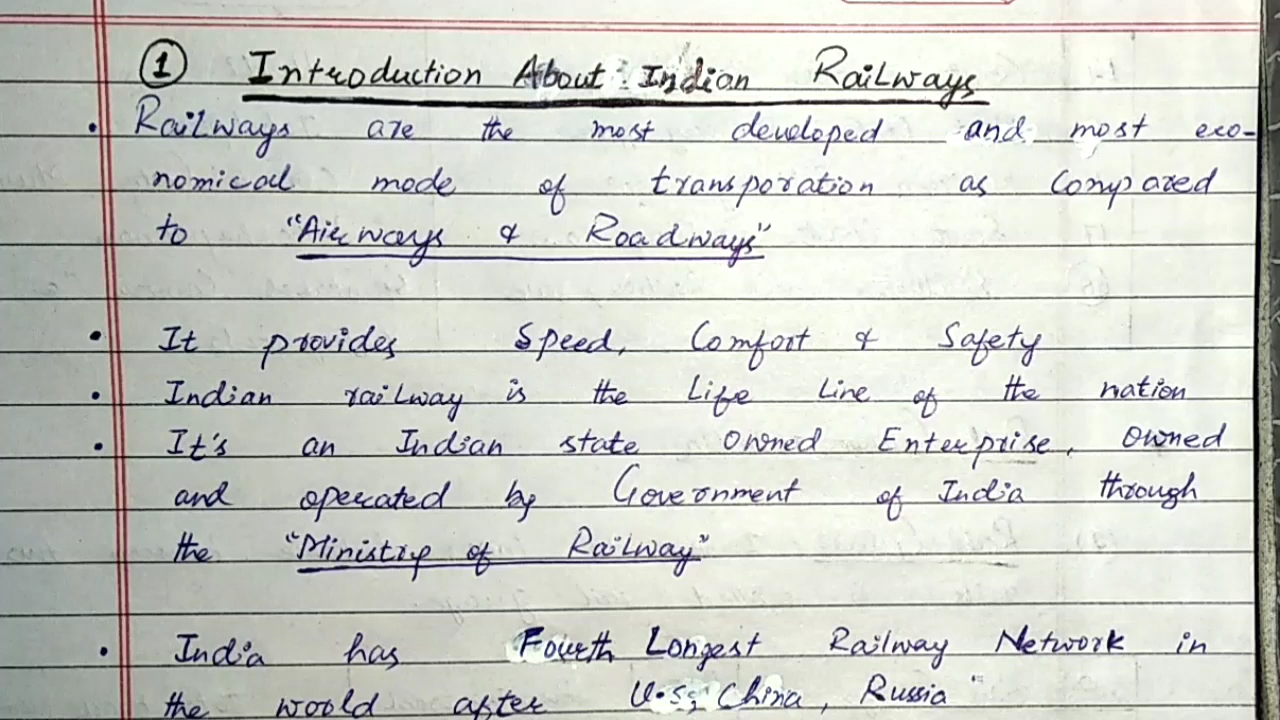 ① Introduction About Indian Railways
• Railways are the most developed and most eco-
nomical mode of transporation as Compared
to "Airways & Roadways"
• It provides Speed, Comfort & Safety
• Indian railway is the Life Line of the nation
• It's an Indian state owned Enterprise, owned
and operated by Government of India through
the "Ministry of Railway"
• India has Fourth Longest Railway Network in
the world after U.S, China, Russia